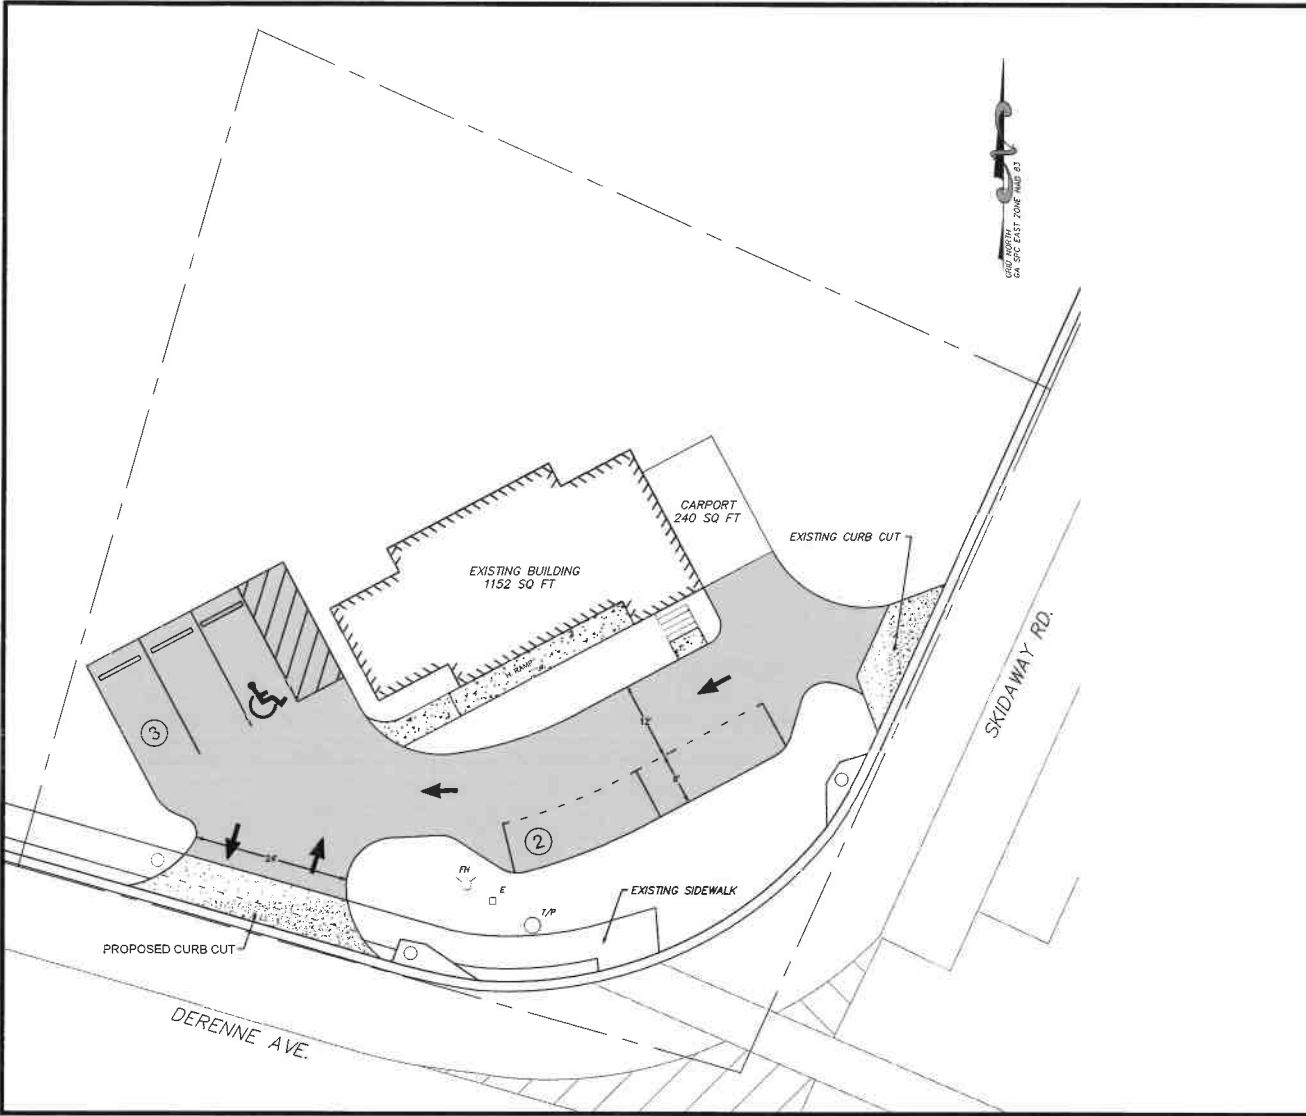 GRID NORTH
GA SPC EAST ZONE NAD 83
CARPORT
240 SQ FT
EXISTING CURB CUT
EXISTING BUILDING
1152 SQ FT
SKIDAWAY RD.
H. RAMP
12'
3
8'
2
24'
FH
E
EXISTING SIDEWALK
T/P
PROPOSED CURB CUT
DERENNE AVE.